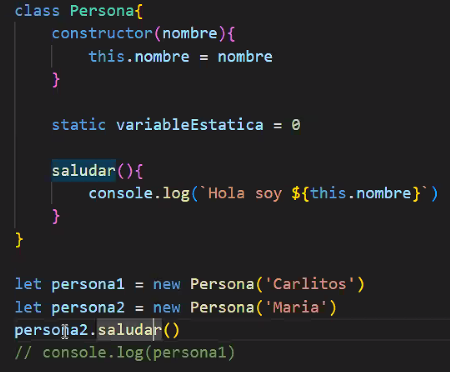 class Persona{
constructor(nombre){
this.nombre = nombre
}
static variableEstatica = 0
saludar(){
console.log(`Hola soy ${this.nombre}`)
}
}
let persona1 = new Persona('Carlitos')
let persona2 = new Persona('Maria')
persona2.saludar()
// console.log(persona1)